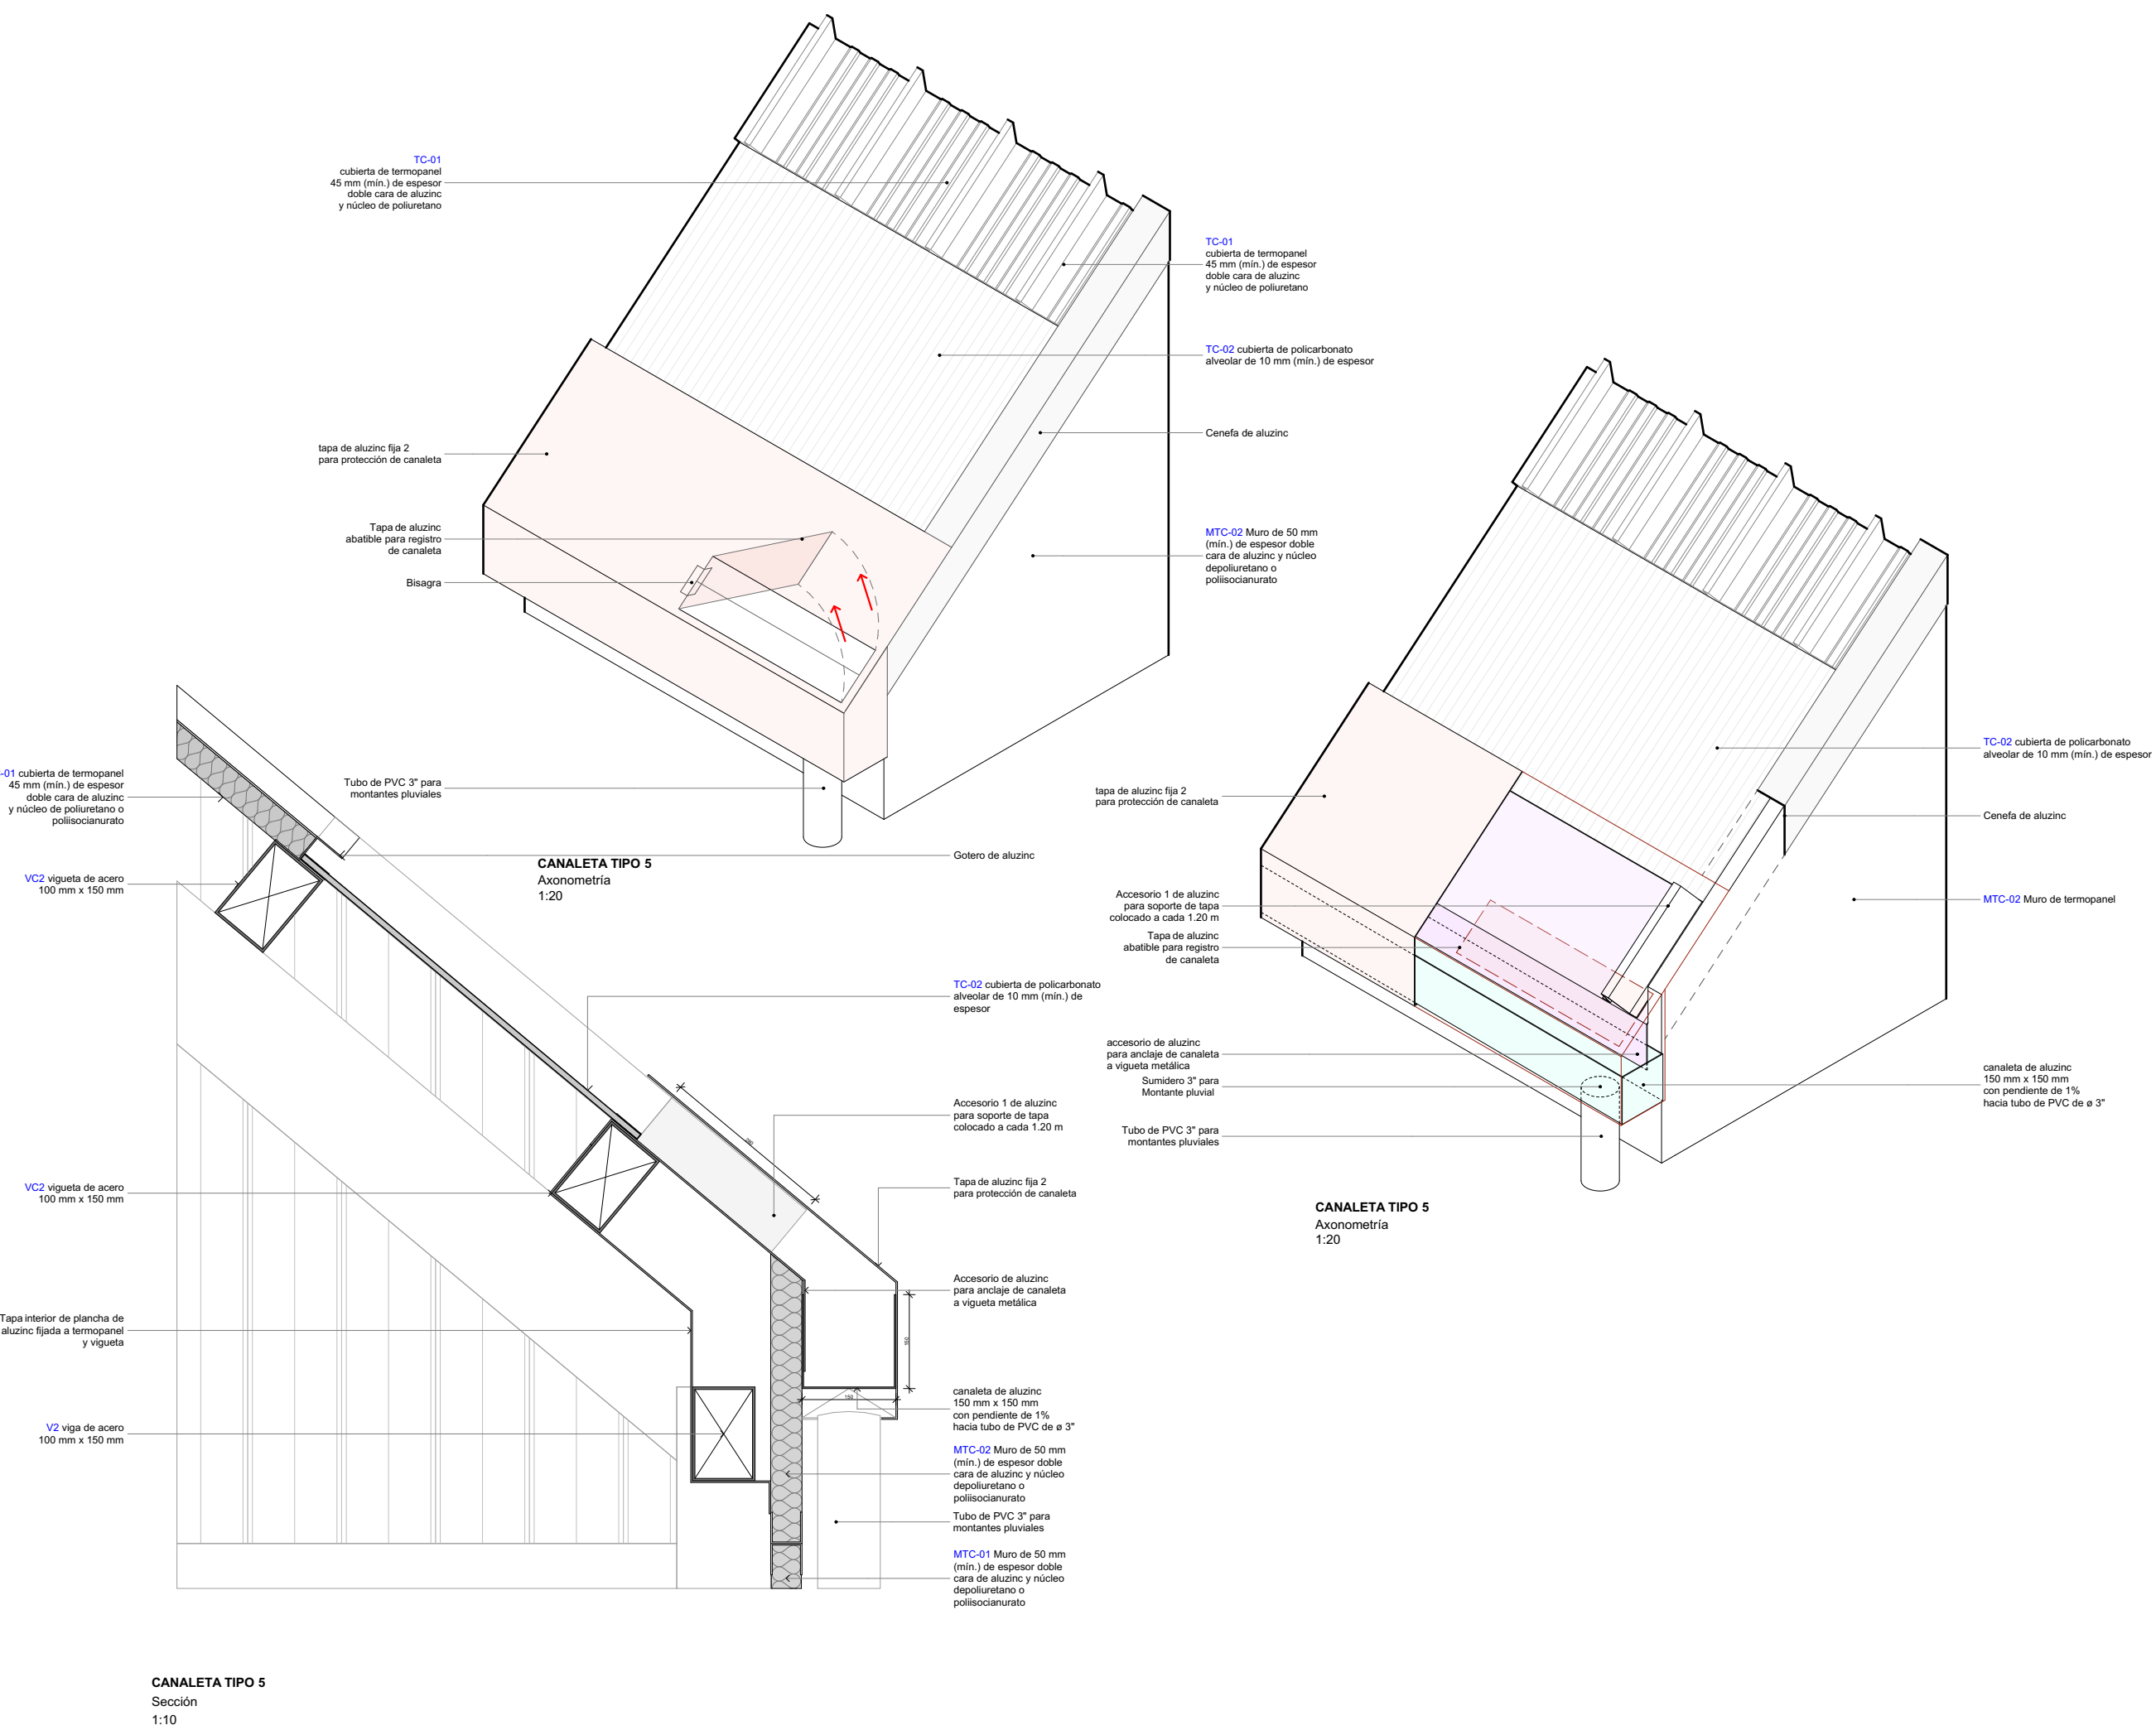 TC-01
cubierta de termopanel
45 mm (mín.) de espesor
doble cara de aluzinc
y núcleo de poliuretano
TC-01
cubierta de termopanel
45 mm (mín.) de espesor
doble cara de aluzinc
y núcleo de poliuretano
TC-02 cubierta de policarbonato
alveolar de 10 mm (mín.) de espesor
Cenefa de aluzinc
tapa de aluzinc fija 2
para protección de canaleta
Tapa de aluzinc
abatible para registro
de canaleta
Bisagra
MTC-02 Muro de 50 mm
(mín.) de espesor doble
cara de aluzinc y núcleo
depoliuretano o
poliisocianurato
Tubo de PVC 3" para
montantes pluviales
CANALETA TIPO 5
Axonometría
1:20
-01 cubierta de termopanel
45 mm (mín.) de espesor
doble cara de aluzinc
y núcleo de poliuretano o
poliisocianurato
VC2 vigueta de acero
100 mm x 150 mm
VC2 vigueta de acero
100 mm x 150 mm
Tapa interior de plancha de
aluzinc fijada a termopanel
y vigueta
V2 viga de acero
100 mm x 150 mm
Gotero de aluzinc
TC-02 cubierta de policarbonato
alveolar de 10 mm (mín.) de
espesor
Accesorio 1 de aluzinc
para soporte de tapa
colocado a cada 1.20 m
Tapa de aluzinc fija 2
para protección de canaleta
Accesorio de aluzinc
para anclaje de canaleta
a vigueta metálica
150
canaleta de aluzinc
150 mm x 150 mm
con pendiente de 1%
hacia tubo de PVC de ø 3"
MTC-02 Muro de 50 mm
(mín.) de espesor doble
cara de aluzinc y núcleo
depoliuretano o
poliisocianurato
Tubo de PVC 3" para
montantes pluviales
MTC-01 Muro de 50 mm
(mín.) de espesor doble
cara de aluzinc y núcleo
depoliuretano o
poliisocianurato
CANALETA TIPO 5
Sección
1:10
tapa de aluzinc fija 2
para protección de canaleta
Accesorio 1 de aluzinc
para soporte de tapa
colocado a cada 1.20 m
Tapa de aluzinc
abatible para registro
de canaleta
accesorio de aluzinc
para anclaje de canaleta
a vigueta metálica
Sumidero 3" para
Montante pluvial
Tubo de PVC 3" para
montantes pluviales
TC-02 cubierta de policarbonato
alveolar de 10 mm (mín.) de espesor
Cenefa de aluzinc
MTC-02 Muro de termopanel
canaleta de aluzinc
150 mm x 150 mm
con pendiente de 1%
hacia tubo de PVC de ø 3"
CANALETA TIPO 5
Axonometría
1:20